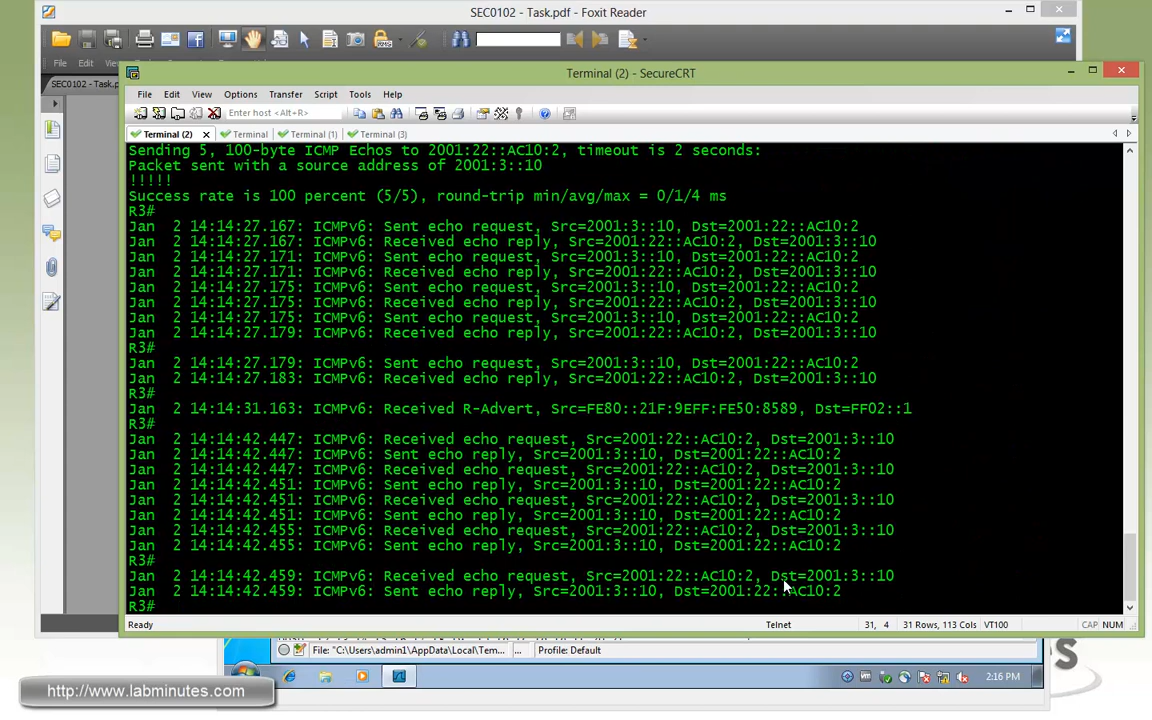 SEC0102 - Task.pdf - Foxit Reader
File Edit
SEC0102 - Task.p
Terminal (2) - SecureCRT
File Edit View Options Transfer Script Tools Help
Enter host <Alt+R>
Terminal (2) Terminal Terminal (1) Terminal (3)
Sending 5, 100-byte ICMP Echos to 2001:22::AC10:2, timeout is 2 seconds:
Packet sent with a source address of 2001:3::10
!!!!!
Success rate is 100 percent (5/5), round-trip min/avg/max = 0/1/4 ms
R3#
Jan  2 14:14:27.167: ICMPv6: Sent echo request, Src=2001:3::10, Dst=2001:22::AC10:2
Jan  2 14:14:27.167: ICMPv6: Received echo reply, Src=2001:22::AC10:2, Dst=2001:3::10
Jan  2 14:14:27.171: ICMPv6: Sent echo request, Src=2001:3::10, Dst=2001:22::AC10:2
Jan  2 14:14:27.171: ICMPv6: Received echo reply, Src=2001:22::AC10:2, Dst=2001:3::10
Jan  2 14:14:27.175: ICMPv6: Sent echo request, Src=2001:3::10, Dst=2001:22::AC10:2
Jan  2 14:14:27.175: ICMPv6: Received echo reply, Src=2001:22::AC10:2, Dst=2001:3::10
Jan  2 14:14:27.175: ICMPv6: Sent echo request, Src=2001:3::10, Dst=2001:22::AC10:2
Jan  2 14:14:27.179: ICMPv6: Received echo reply, Src=2001:22::AC10:2, Dst=2001:3::10
R3#
Jan  2 14:14:27.179: ICMPv6: Sent echo request, Src=2001:3::10, Dst=2001:22::AC10:2
Jan  2 14:14:27.183: ICMPv6: Received echo reply, Src=2001:22::AC10:2, Dst=2001:3::10
R3#
Jan  2 14:14:31.163: ICMPv6: Received R-Advert, Src=FE80::21F:9EFF:FE50:8589, Dst=FF02::1
R3#
Jan  2 14:14:42.447: ICMPv6: Received echo request, Src=2001:22::AC10:2, Dst=2001:3::10
Jan  2 14:14:42.447: ICMPv6: Sent echo reply, Src=2001:3::10, Dst=2001:22::AC10:2
Jan  2 14:14:42.447: ICMPv6: Received echo request, Src=2001:22::AC10:2, Dst=2001:3::10
Jan  2 14:14:42.451: ICMPv6: Sent echo reply, Src=2001:3::10, Dst=2001:22::AC10:2
Jan  2 14:14:42.451: ICMPv6: Received echo request, Src=2001:22::AC10:2, Dst=2001:3::10
Jan  2 14:14:42.451: ICMPv6: Sent echo reply, Src=2001:3::10, Dst=2001:22::AC10:2
Jan  2 14:14:42.455: ICMPv6: Received echo request, Src=2001:22::AC10:2, Dst=2001:3::10
Jan  2 14:14:42.455: ICMPv6: Sent echo reply, Src=2001:3::10, Dst=2001:22::AC10:2
R3#
Jan  2 14:14:42.459: ICMPv6: Received echo request, Src=2001:22::AC10:2, Dst=2001:3::10
Jan  2 14:14:42.459: ICMPv6: Sent echo reply, Src=2001:3::10, Dst=2001:22::AC10:2
R3#
Ready Telnet 31, 4 31 Rows, 113 Cols VT100 CAP NUM
File: "C:\Users\admin1\AppData\Local\Tem... ... Profile: Default
2:16 PM
http://www.labminutes.com